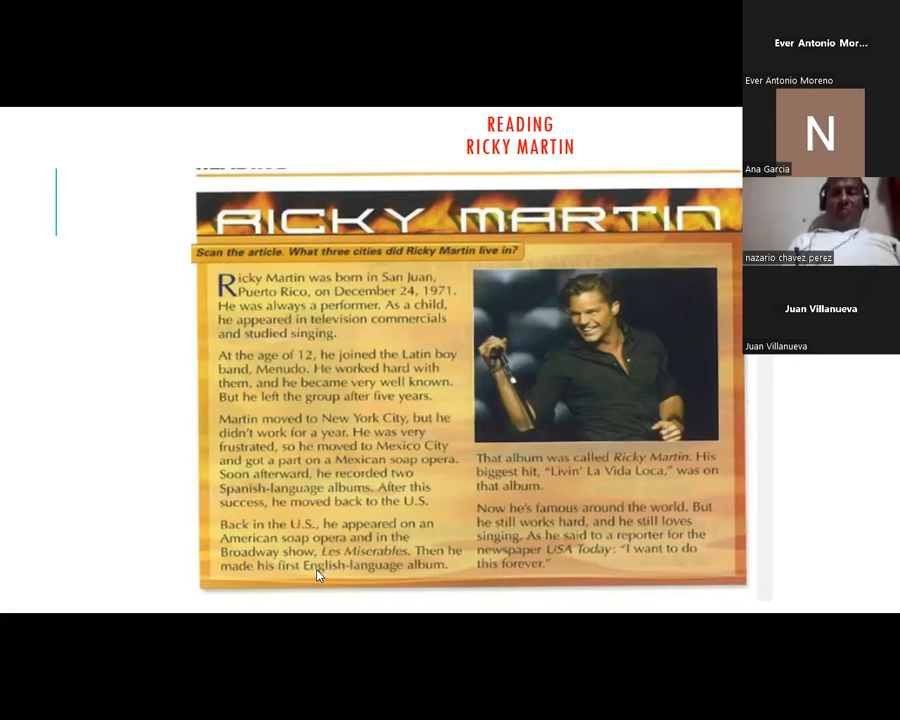 READING
RICKY MARTIN
RICKY MARTIN
Scan the article. What three cities did Ricky Martin live in?
Ricky Martin was born in San Juan,
Puerto Rico, on December 24, 1971.
He was always a performer. As a child,
he appeared in television commercials
and studied singing.
At the age of 12, he joined the Latin boy
band, Menudo. He worked hard with
them, and he became very well known.
But he left the group after five years.
Martin moved to New York City, but he
didn't work for a year. He was very
frustrated, so he moved to Mexico City
and got a part on a Mexican soap opera.
Soon afterward, he recorded two
Spanish-language albums. After this
success, he moved back to the U.S.
Back in the U.S., he appeared on an
American soap opera and in the
Broadway show, Les Miserables. Then he
made his first English-language album.
That album was called Ricky Martin. His
biggest hit, "Livin' La Vida Loca," was on
that album.
Now he's famous around the world. But
he still works hard, and he still loves
singing. As he said to a reporter for the
newspaper USA Today: "I want to do
this forever."
Ever Antonio Mor...
Ever Antonio Moreno
N
Ana Garcia
nazario chavez perez
Juan Villanueva
Juan Villanueva